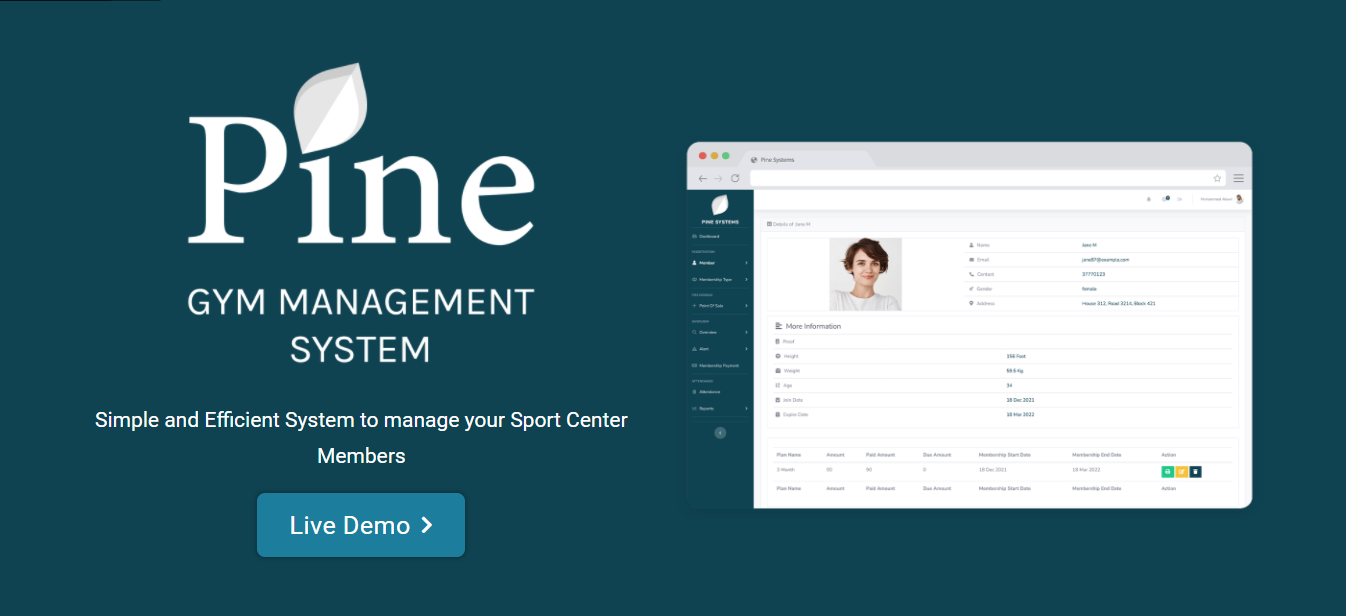 Pine
GYM MANAGEMENT
SYSTEM
Simple and Efficient System to manage your Sport Center
Members
Live Demo
Pine Systems
PINE SYSTEMS
Dashboard
Member
Membership Type
Point Of Sale
Overview
Alert
Membership Payment
Attendance
Reports
Details of Jane M
Name Jane M
Email jane87@example.com
Contact 37770123
Gender female
Address House 312, Road 3214, Block 421
More Information
Proof
Height 156 Feet
Weight 59.5 Kg
Age 34
Join Date 18 Dec 2021
Expire Date 18 Mar 2022
Plan Name Amount Paid Amount Due Amount Membership Start Date Membership End Date Action
3 Month 0 18 Dec 2021 18 Mar 2022
Plan Name Amount Paid Amount Due Amount Membership Start Date Membership End Date Action